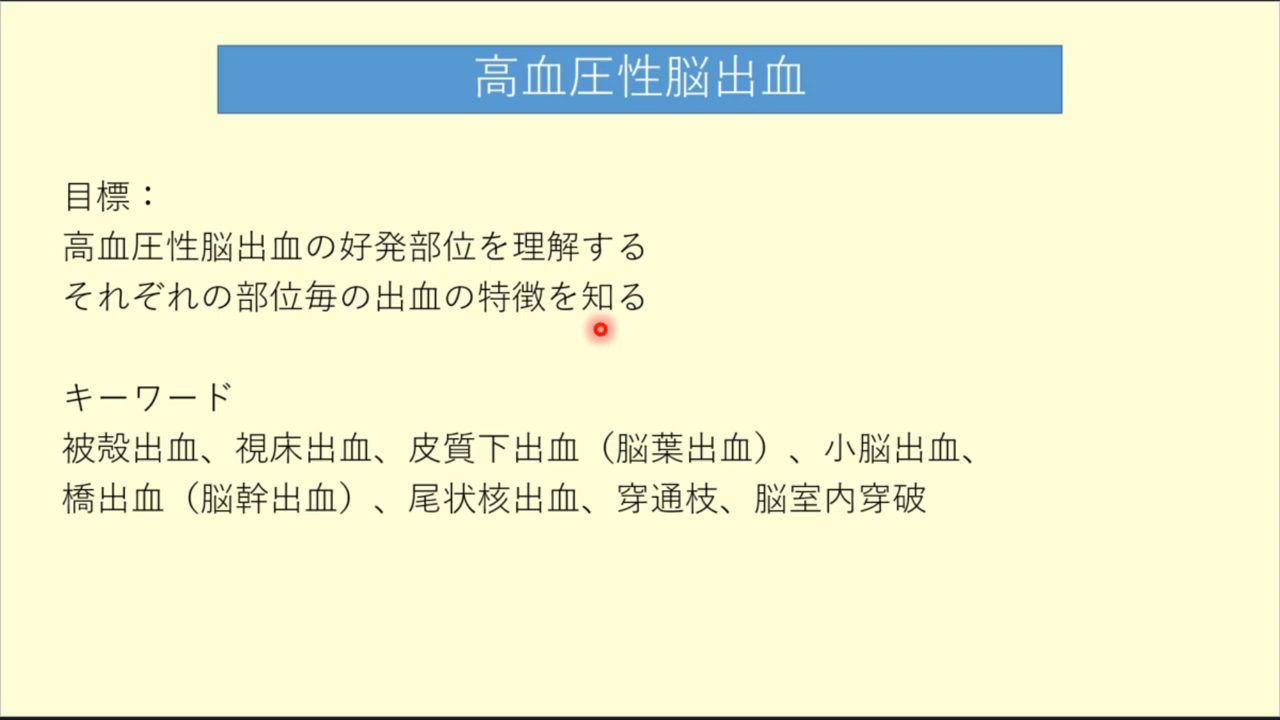 高血圧性脳出血
目標：
高血圧性脳出血の好発部位を理解する
それぞれの部位毎の出血の特徴を知る
キーワード
被殻出血、視床出血、皮質下出血（脳葉出血）、小脳出血、
橋出血（脳幹出血）、尾状核出血、穿通枝、脳室内穿破